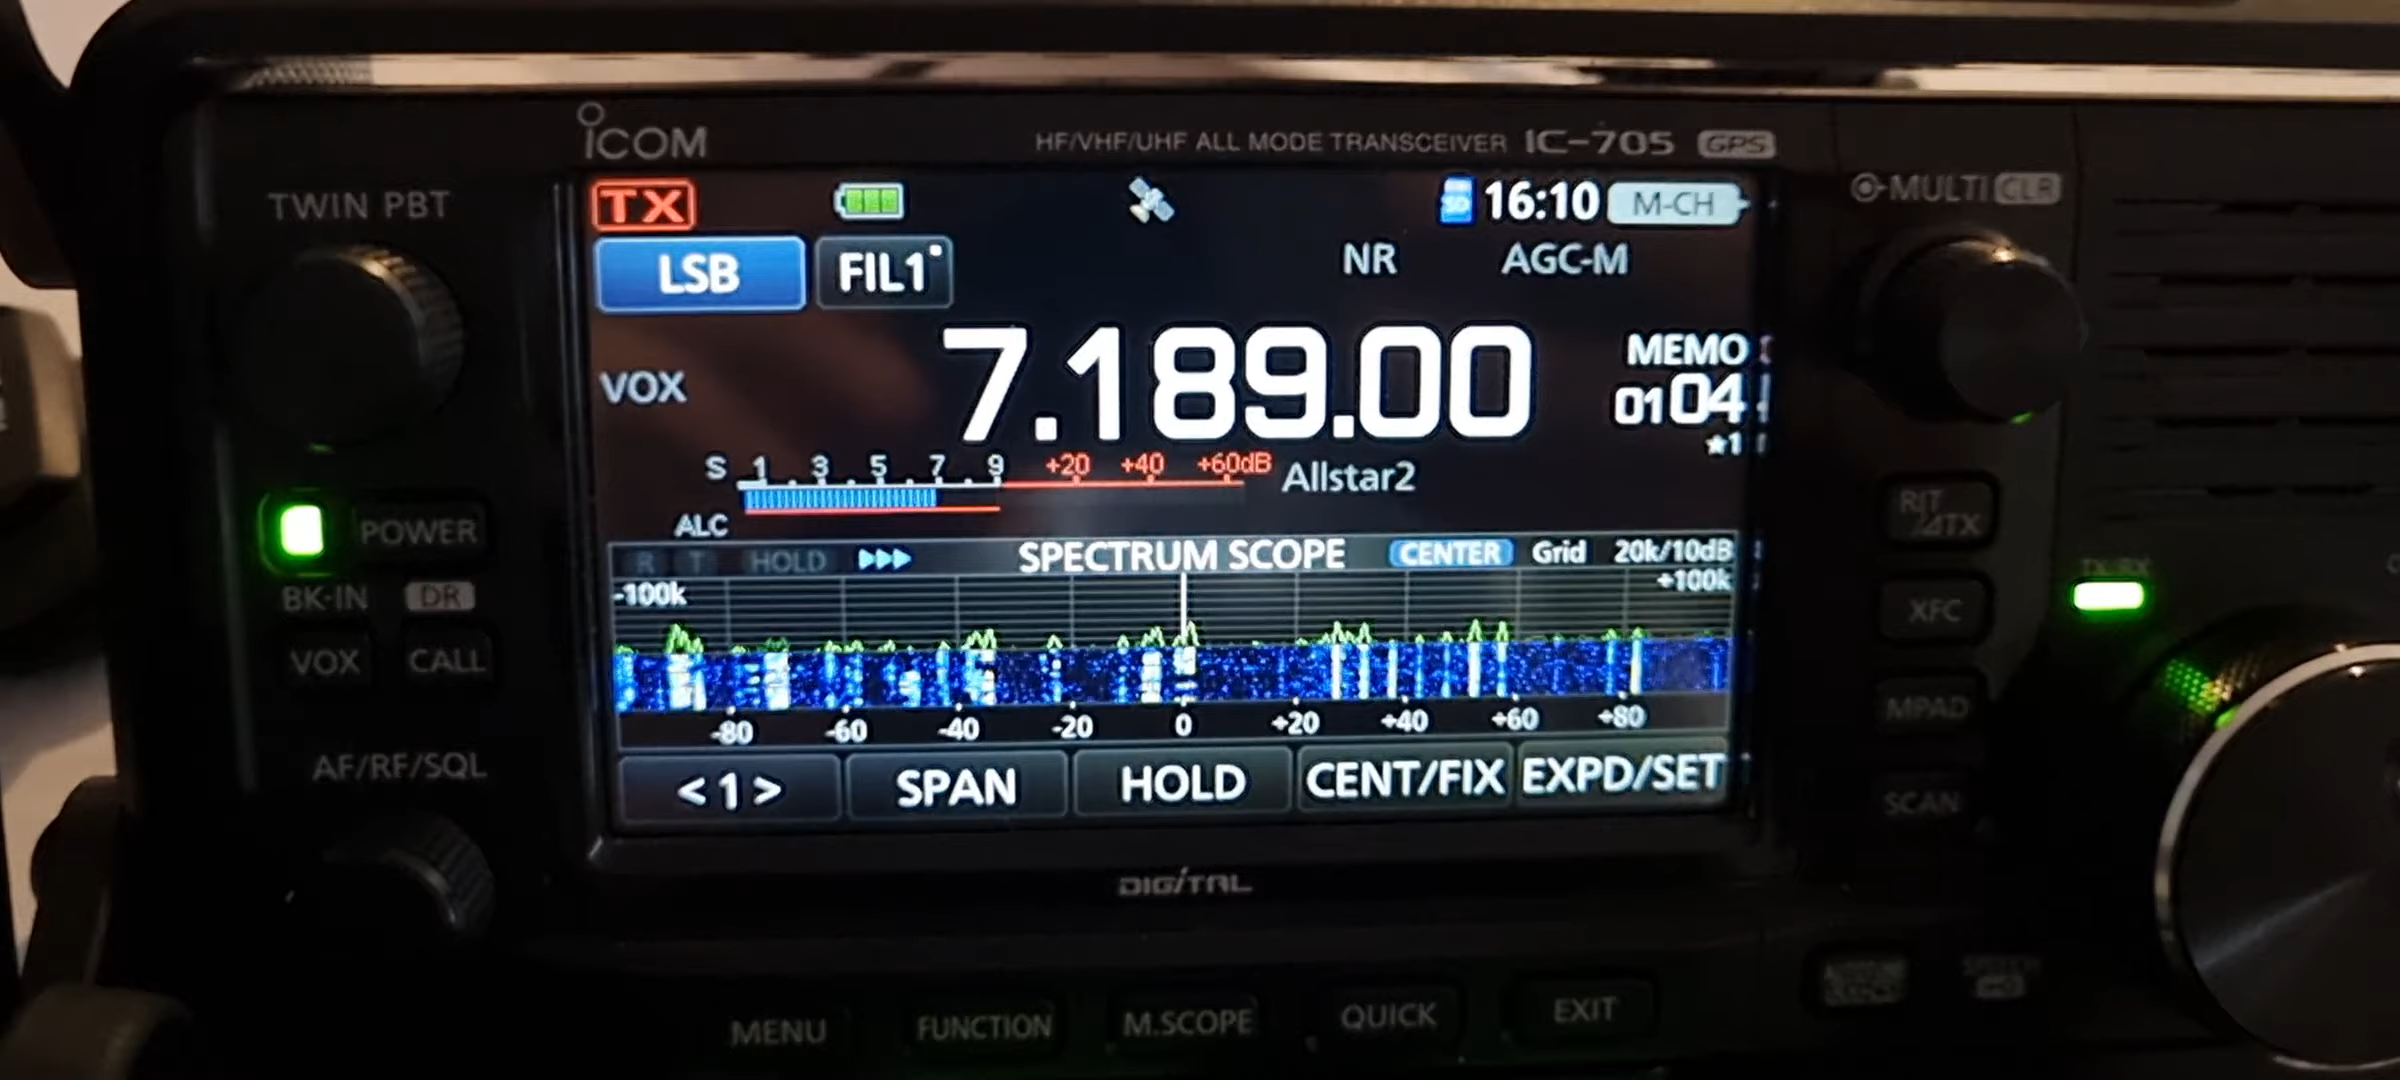 ICOM
HF/VHF/UHF ALL MODE TRANSCEIVER IC-705 GPS
TWIN PBT
MULTI CLR
TX 16:10 M-CH
LSB FIL1 NR AGC-M
VOX 7.189.00 MEMO
0104
★1
S 1 . 3 . 5 . 7 . 9 +20 +40 +60dB Allstar2
ALC
POWER
R T HOLD SPECTRUM SCOPE CENTER Grid 20k/10dB
-100k +100k
BK-IN DR
VOX CALL
-80 -60 -40 -20 0 +20 +40 +60 +80
<1> SPAN HOLD CENT/FIX EXPD/SET
AF/RF/SQL
RIT
/⊿TX
XFC
MPAD
SCAN
DIGITAL
MENU FUNCTION M.SCOPE QUICK EXIT